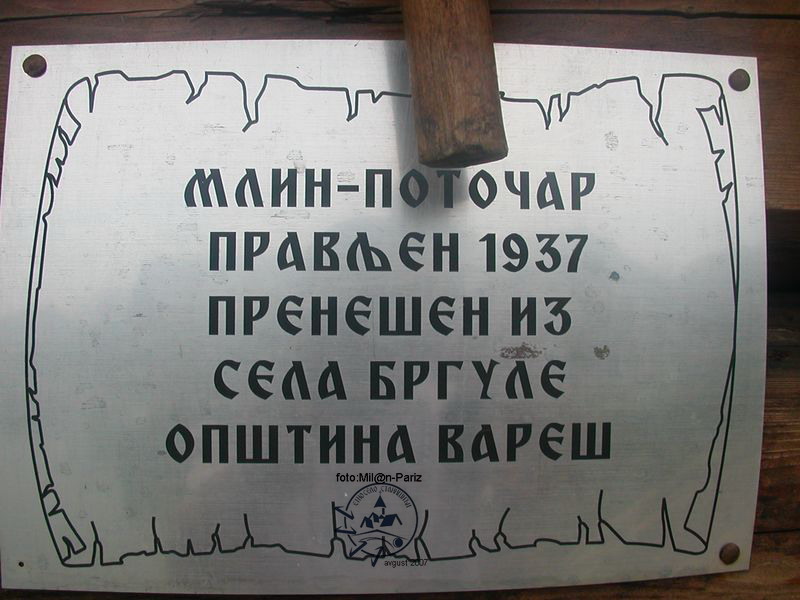 МЛИН-ПОТОЧАР
ПРАВЉЕН 1937
ПРЕНЕШЕН ИЗ
СЕЛА БРГУЛЕ
ОПШТИНА ВАРЕШ
foto:Mil@n-Pariz
avgust 2007